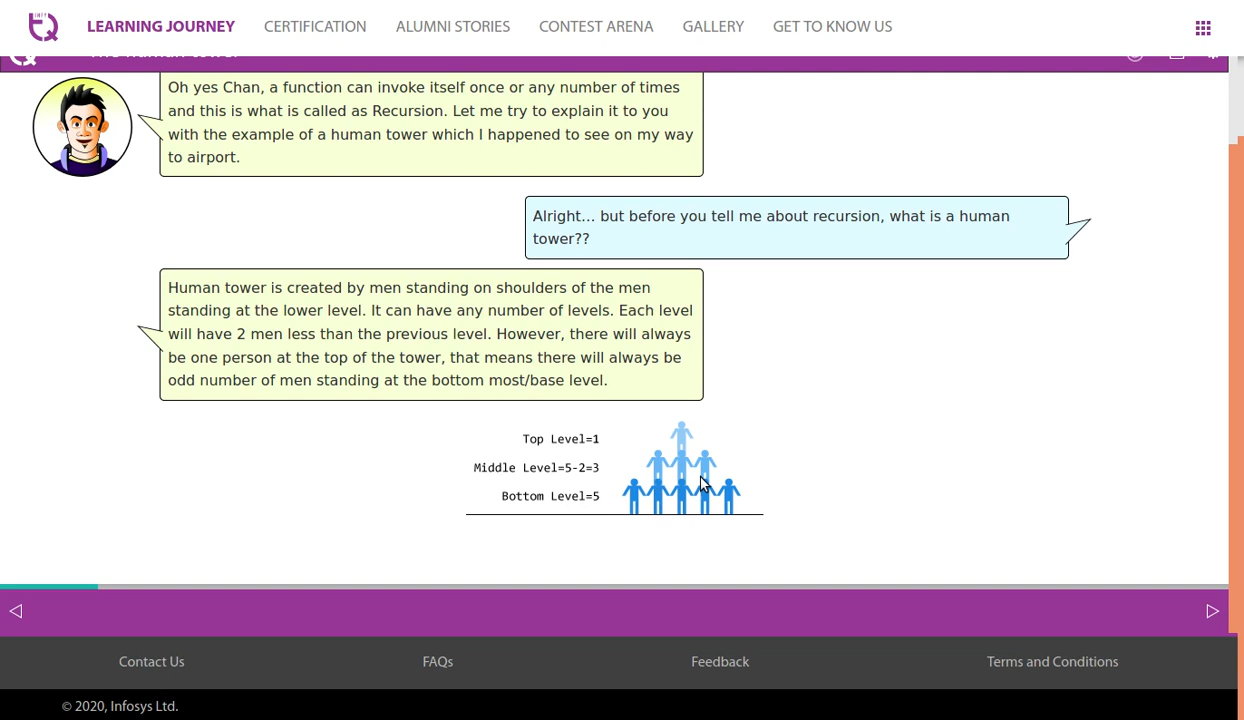 LEARNING JOURNEY CERTIFICATION ALUMNI STORIES CONTEST ARENA GALLERY GET TO KNOW US
Oh yes Chan, a function can invoke itself once or any number of times
and this is what is called as Recursion. Let me try to explain it to you
with the example of a human tower which I happened to see on my way
to airport.
Alright... but before you tell me about recursion, what is a human
tower??
Human tower is created by men standing on shoulders of the men
standing at the lower level. It can have any number of levels. Each level
will have 2 men less than the previous level. However, there will always
be one person at the top of the tower, that means there will always be
odd number of men standing at the bottom most/base level.
Top Level=1
Middle Level=5-2=3
Bottom Level=5
Contact Us FAQs Feedback Terms and Conditions
© 2020, Infosys Ltd.